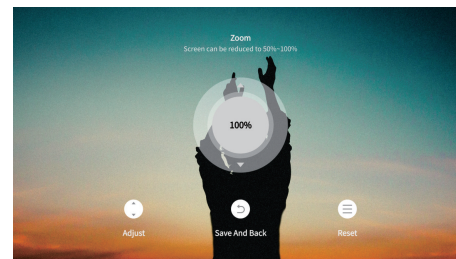 Zoom
Screen can be reduced to 50%~100%
100%
Adjust
Save And Back
Reset